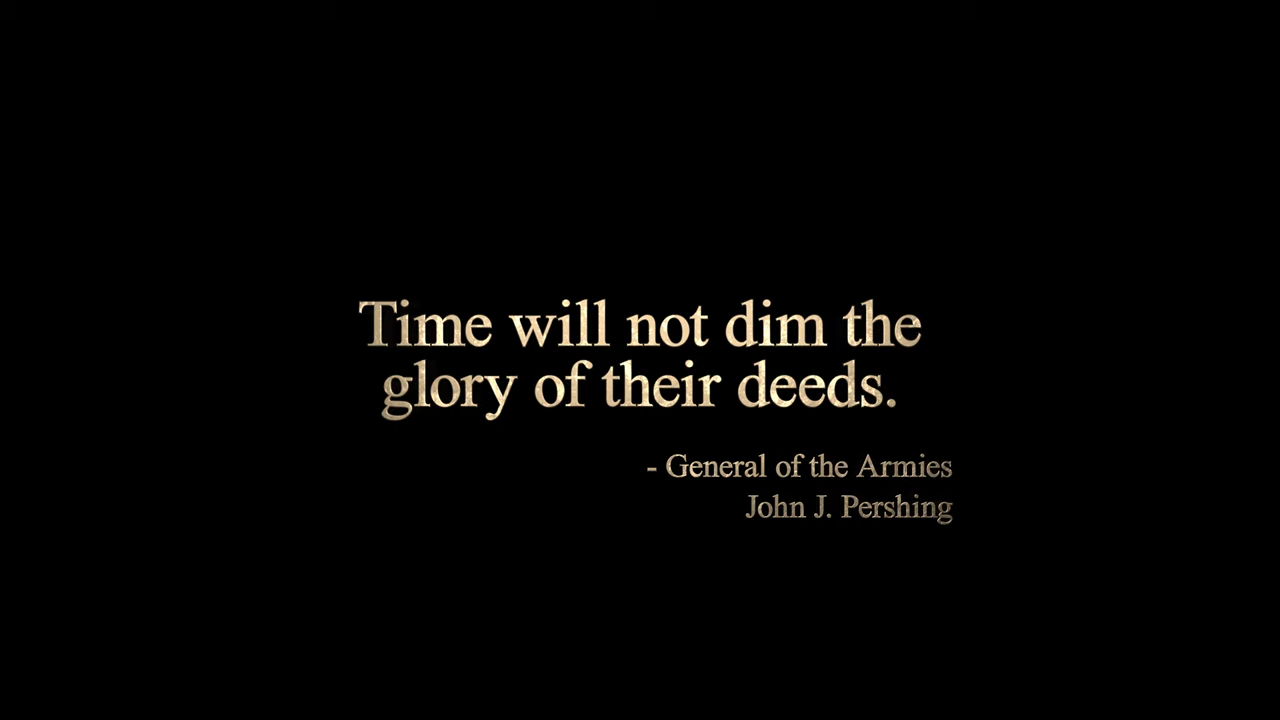 Time will not dim the
glory of their deeds.
- General of the Armies
John J. Pershing